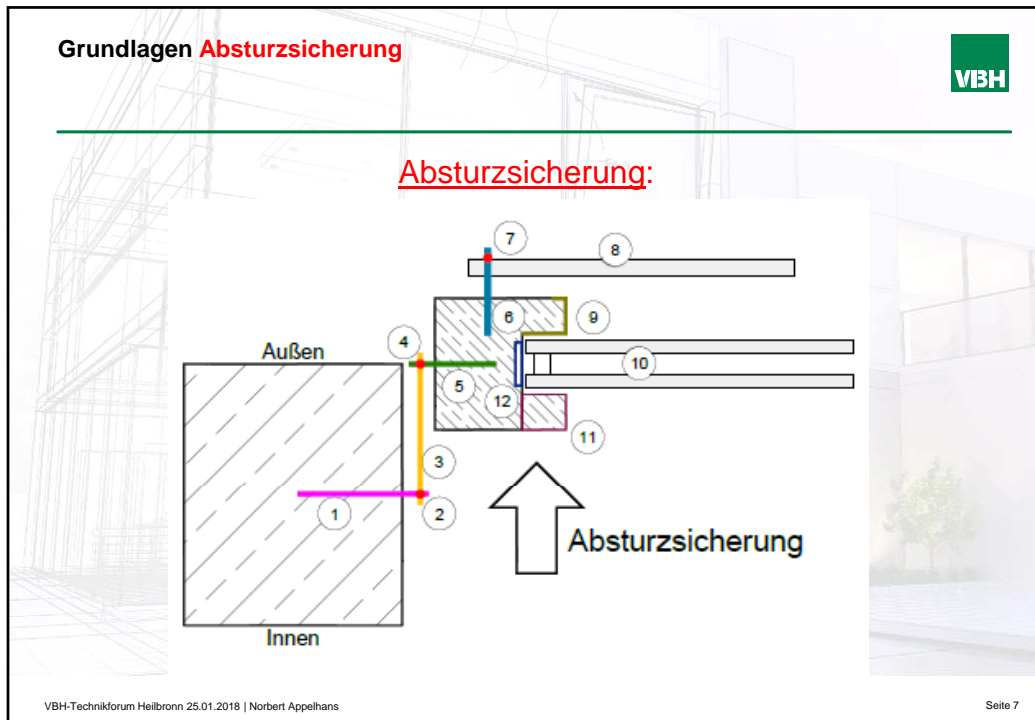 Grundlagen Absturzsicherung
VBH
Absturzsicherung:
7
8
6
9
Außen
4
10
5
12
11
3
1
2
Absturzsicherung
Innen
VBH-Technikforum Heilbronn 25.01.2018 | Norbert Appelhans
Seite 7